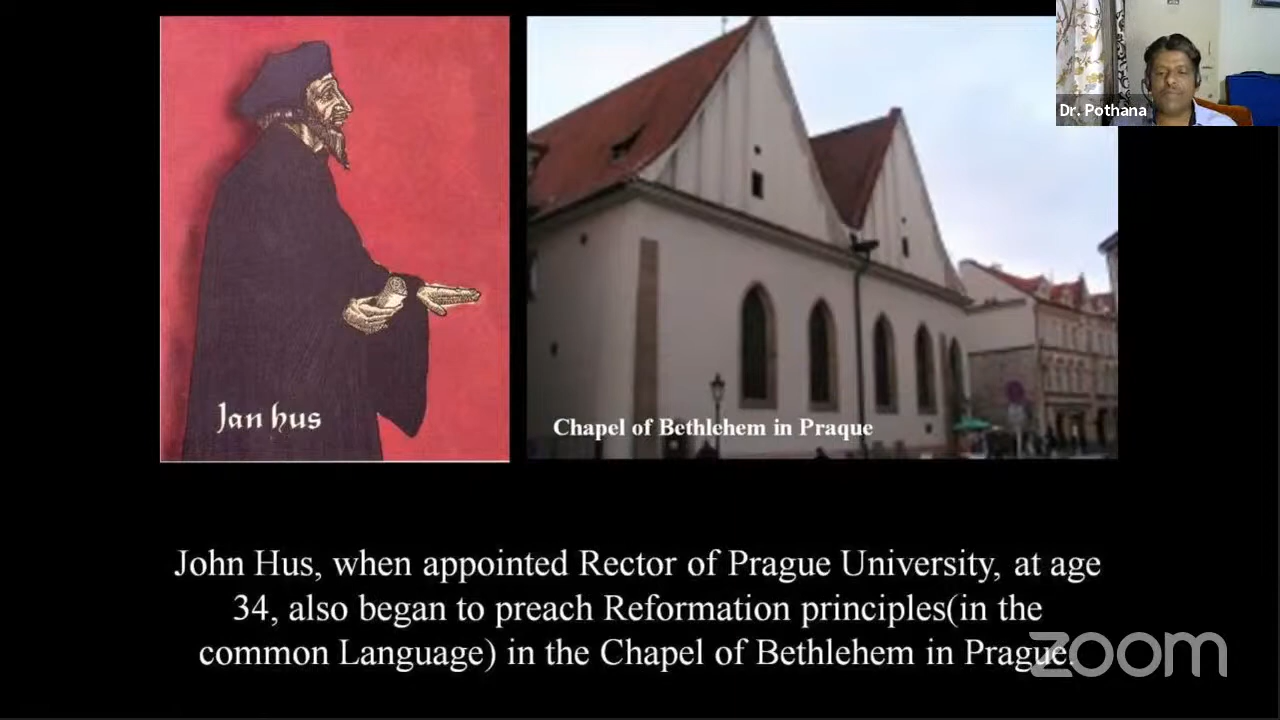 Dr. Pothana
Jan hus
Chapel of Bethlehem in Praque
John Hus, when appointed Rector of Prague University, at age
34, also began to preach Reformation principles(in the
common Language) in the Chapel of Bethlehem in Prague.
zoom